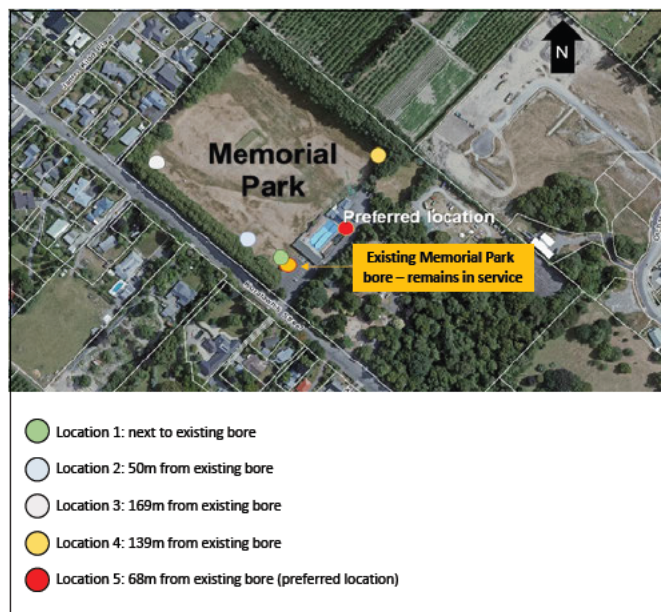 N
Memorial
Park
Preferred location
Existing Memorial Park
bore – remains in service
Location 1: next to existing bore
Location 2: 50m from existing bore
Location 3: 169m from existing bore
Location 4: 139m from existing bore
Location 5: 68m from existing bore (preferred location)